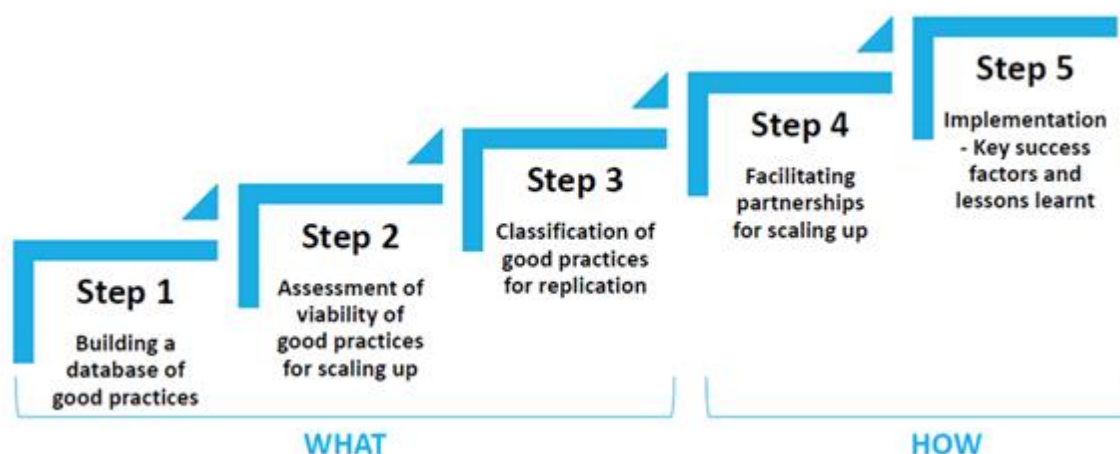 Step 1
Building a
database of
good practices
Step 2
Assessment of
viability of
good practices
for scaling up
Step 3
Classification of
good practices
for replication
Step 4
Facilitating
partnerships
for scaling up
Step 5
Implementation
- Key success
factors and
lessons learnt
WHAT
HOW